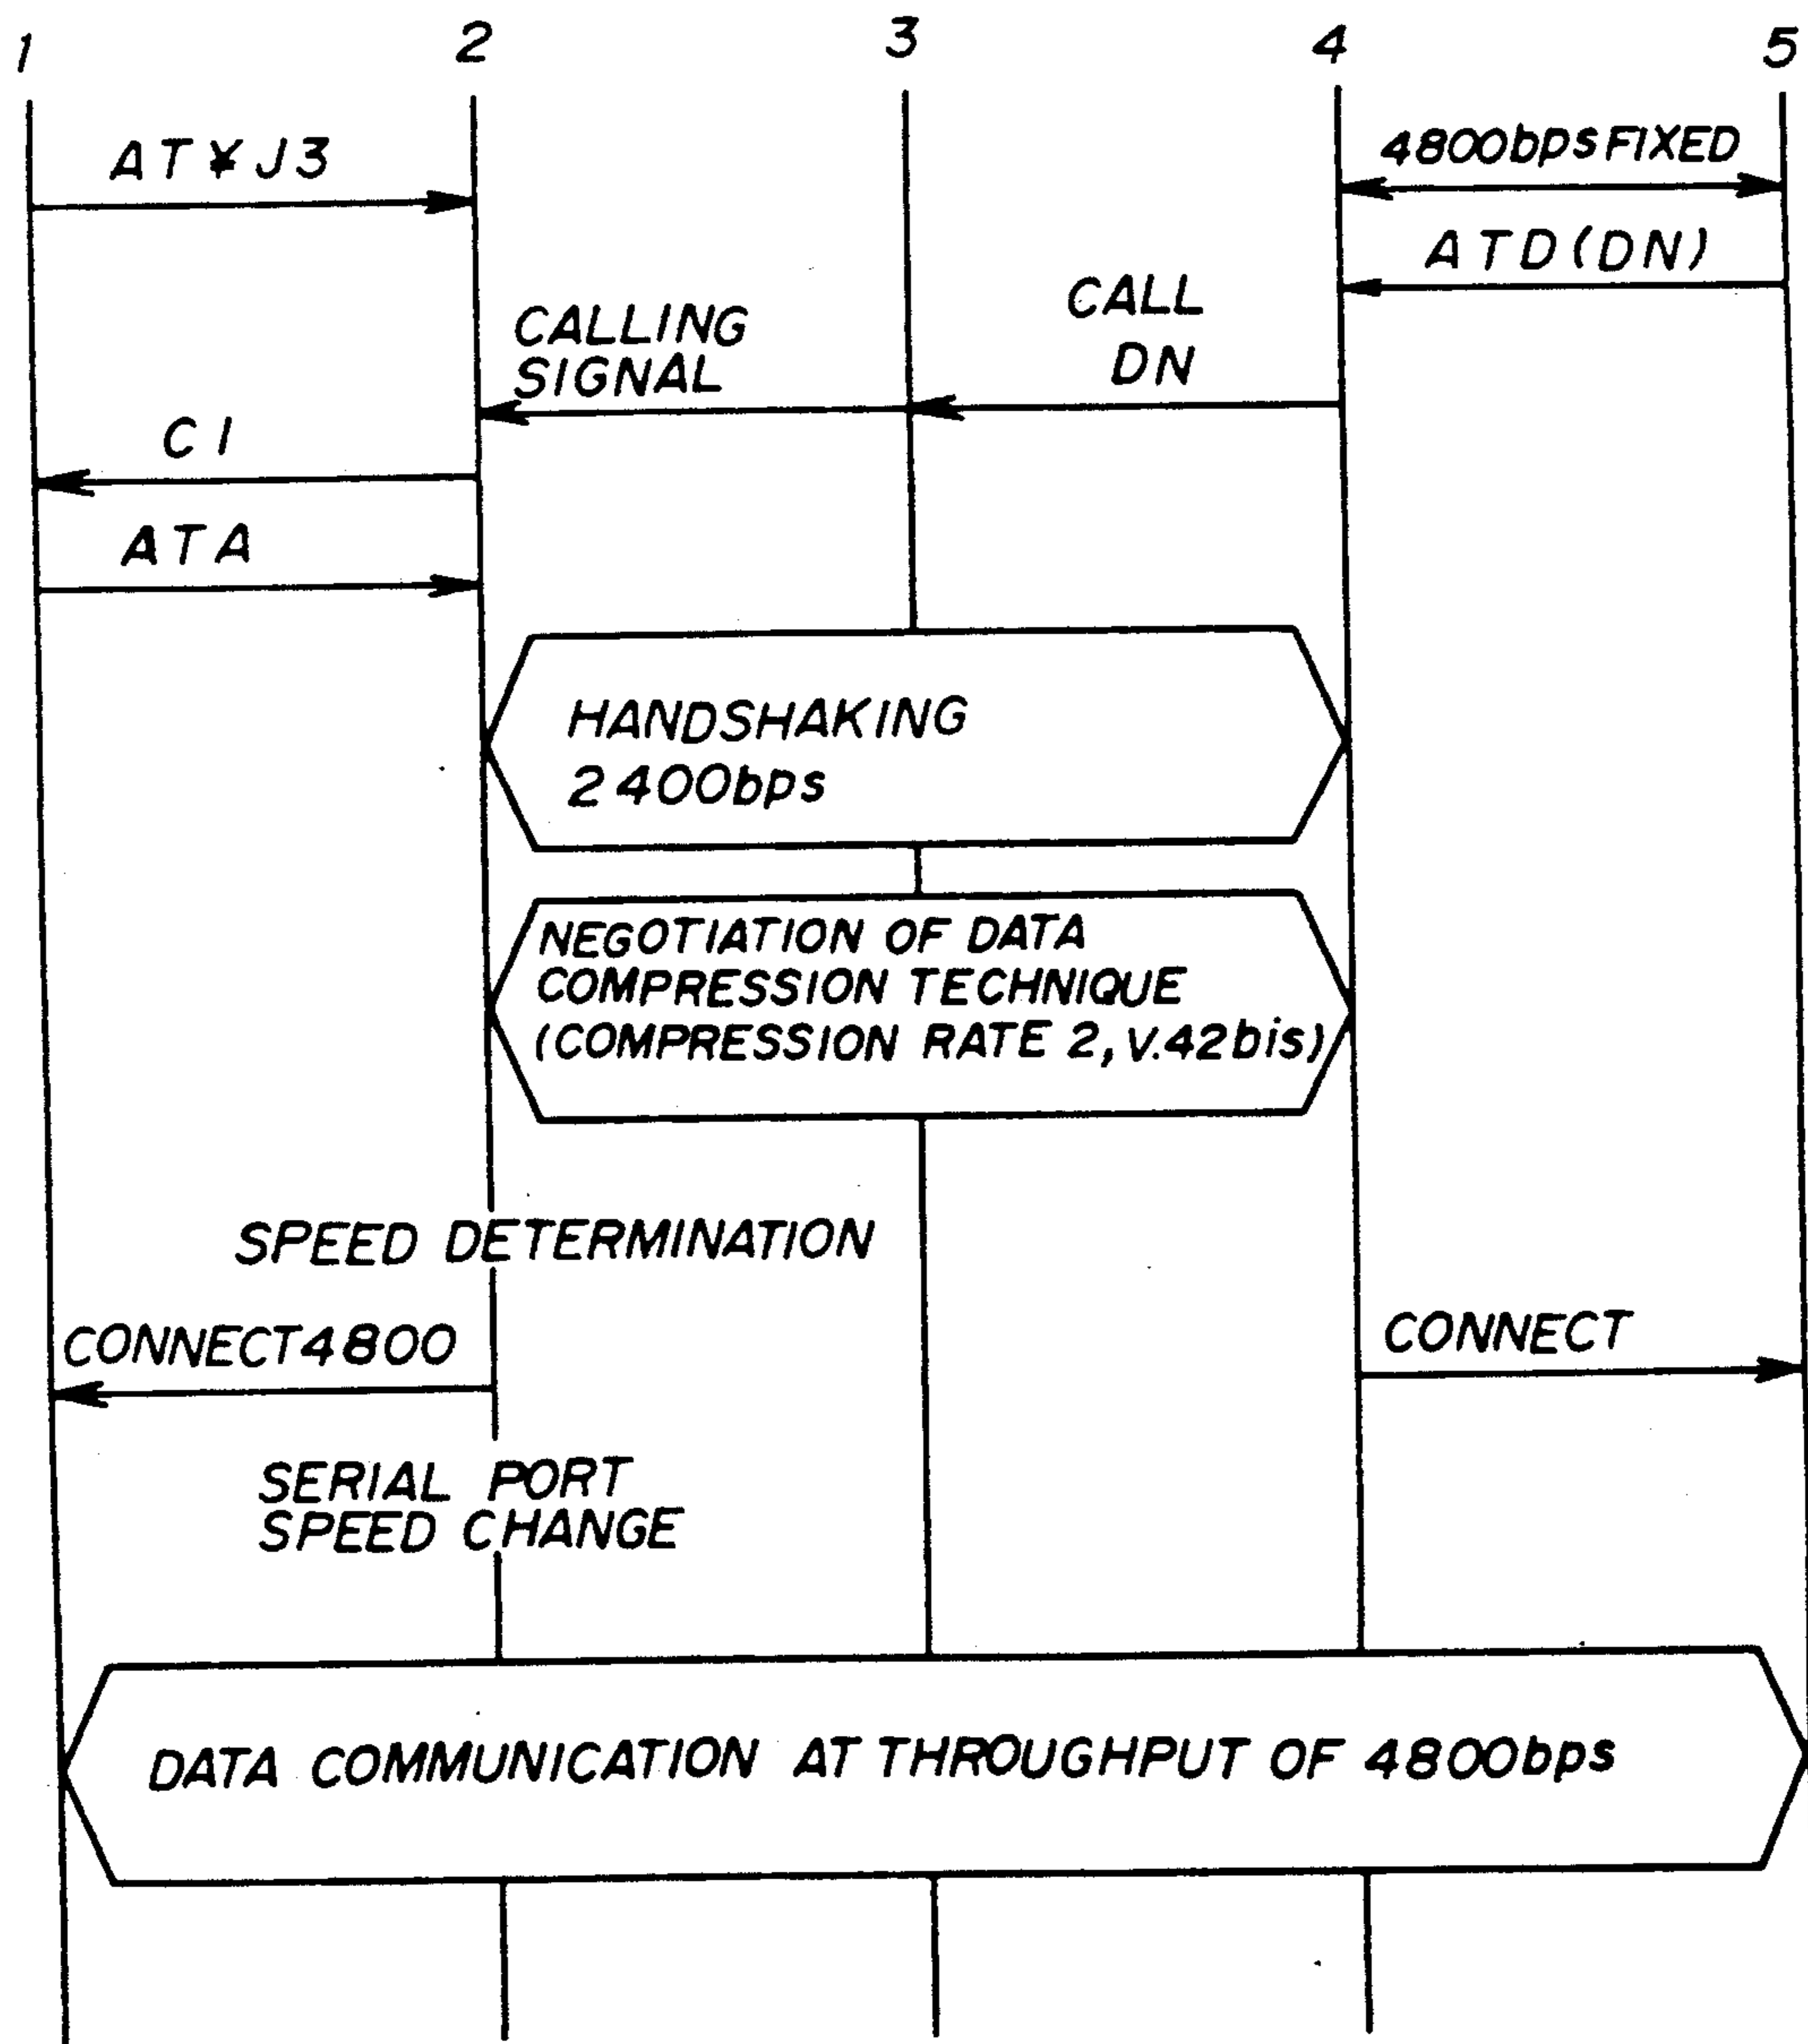 1 2 3 4 5
AT¥J3
4800bps FIXED
ATD(DN)
CALL
DN
CALLING
SIGNAL
CI
ATA
HANDSHAKING
2400bps
NEGOTIATION OF DATA
COMPRESSION TECHNIQUE
(COMPRESSION RATE 2, V.42bis)
SPEED DETERMINATION
CONNECT4800
CONNECT
SERIAL PORT
SPEED CHANGE
DATA COMMUNICATION AT THROUGHPUT OF 4800bps